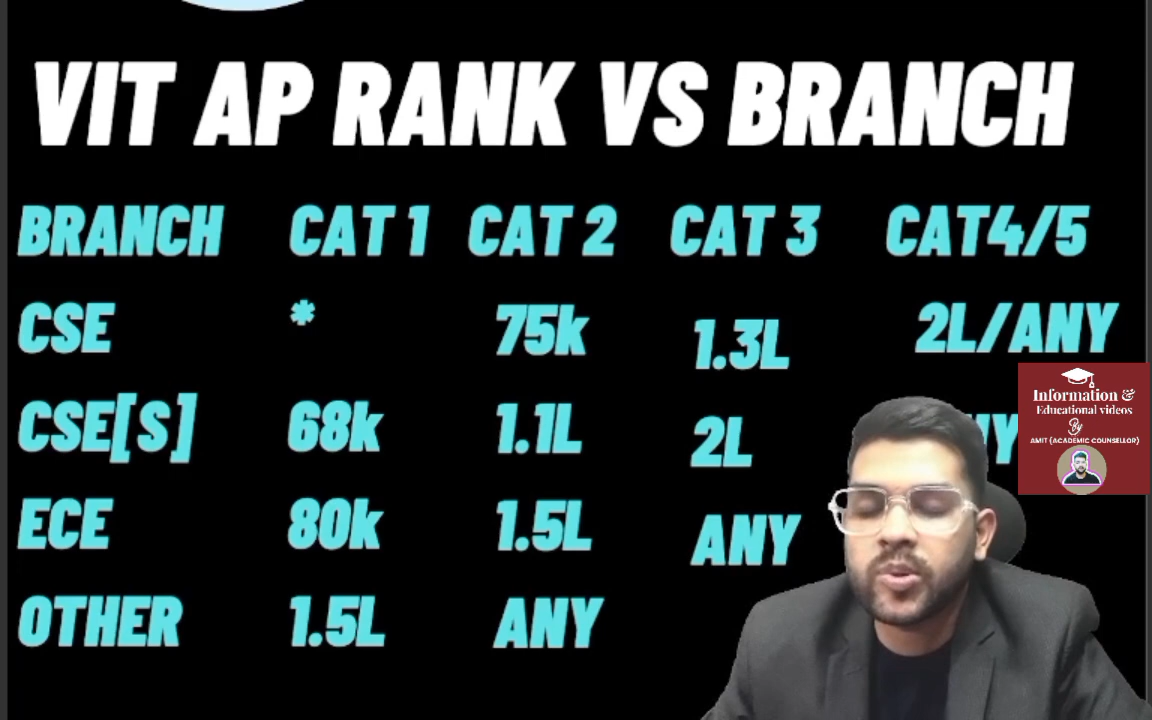 VIT AP RANK VS BRANCH
BRANCH CAT 1 CAT 2 CAT 3 CAT4/5
CSE * 75k 1.3L 2L/ANY
CSE[S] 68k 1.1L 2L
ECE 80k 1.5L ANY
OTHER 1.5L ANY
Information &
Educational videos
By
AMIT (ACADEMIC COUNSELLOR)